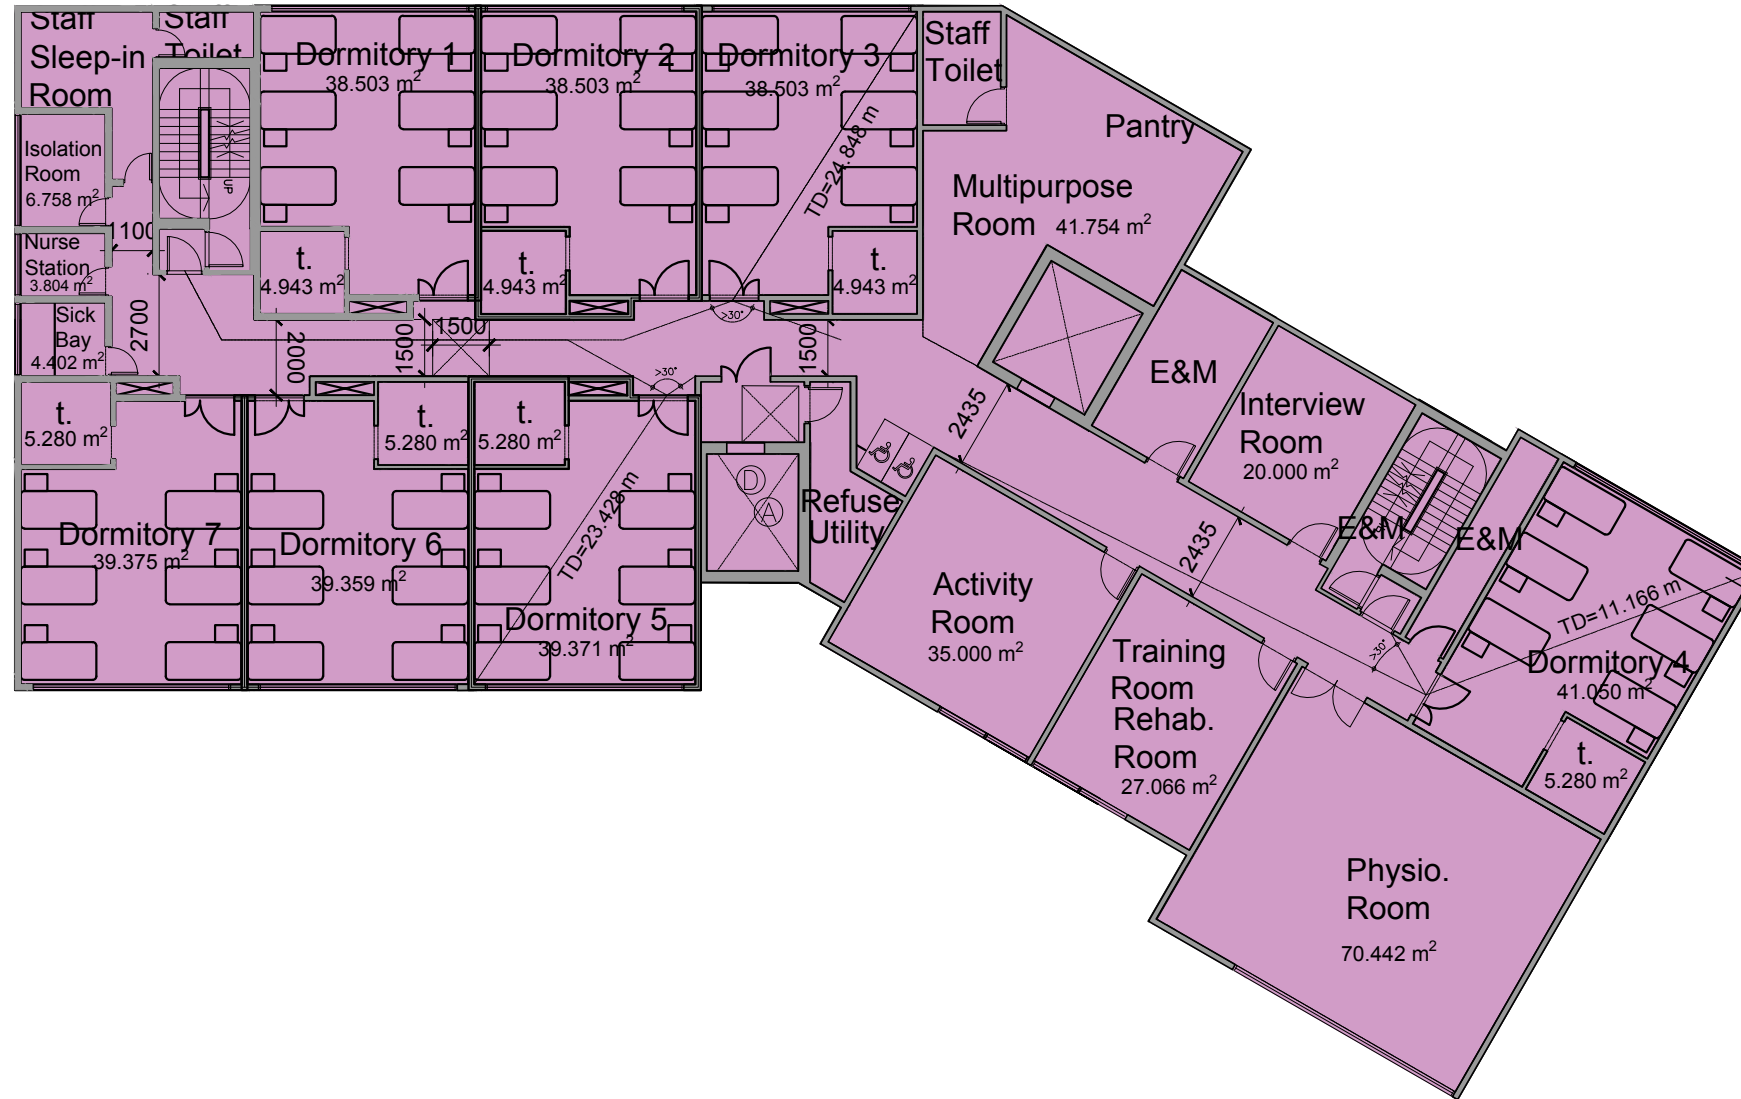 Staff
Sleep-in
Room
Staff
Toilet
Dormitory 1
38.503 m²
Dormitory 2
38.503 m²
Dormitory 3
38.503 m²
Staff
Toilet
Pantry
Multipurpose
Room 41.754 m²
Isolation
Room
6.758 m²
UP
1100
TD=24.848 m
Nurse
Station
3.804 m²
t.
4.943 m²
t.
4.943 m²
t.
4.943 m²
Sick
Bay
4.402 m²
2700
2000
1500
1500
>30°
1500
>30°
E&M
Interview
Room
20.000 m²
2435
t.
5.280 m²
t.
5.280 m²
t.
5.280 m²
TD=23.428 m
D
A
Refuse
Utility
Dormitory 7
39.375 m²
Dormitory 6
39.359 m²
Dormitory 5
39.371 m²
2435
E&M
E&M
Activity
Room
35.000 m²
Training
Room
Rehab.
Room
27.066 m²
>30°
TD=11.166 m
Dormitory 4
41.050 m²
t.
5.280 m²
Physio.
Room
70.442 m²